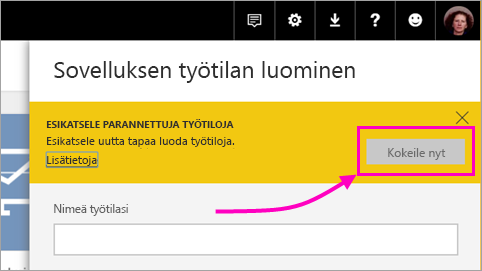 Sovelluksen työtilan luominen
ESIKATSELE PARANNETTUJA TYÖTILOJA
Esikatsele uutta tapaa luoda työtiloja.
Lisätietoja
Kokeile nyt
Nimeä työtilasi